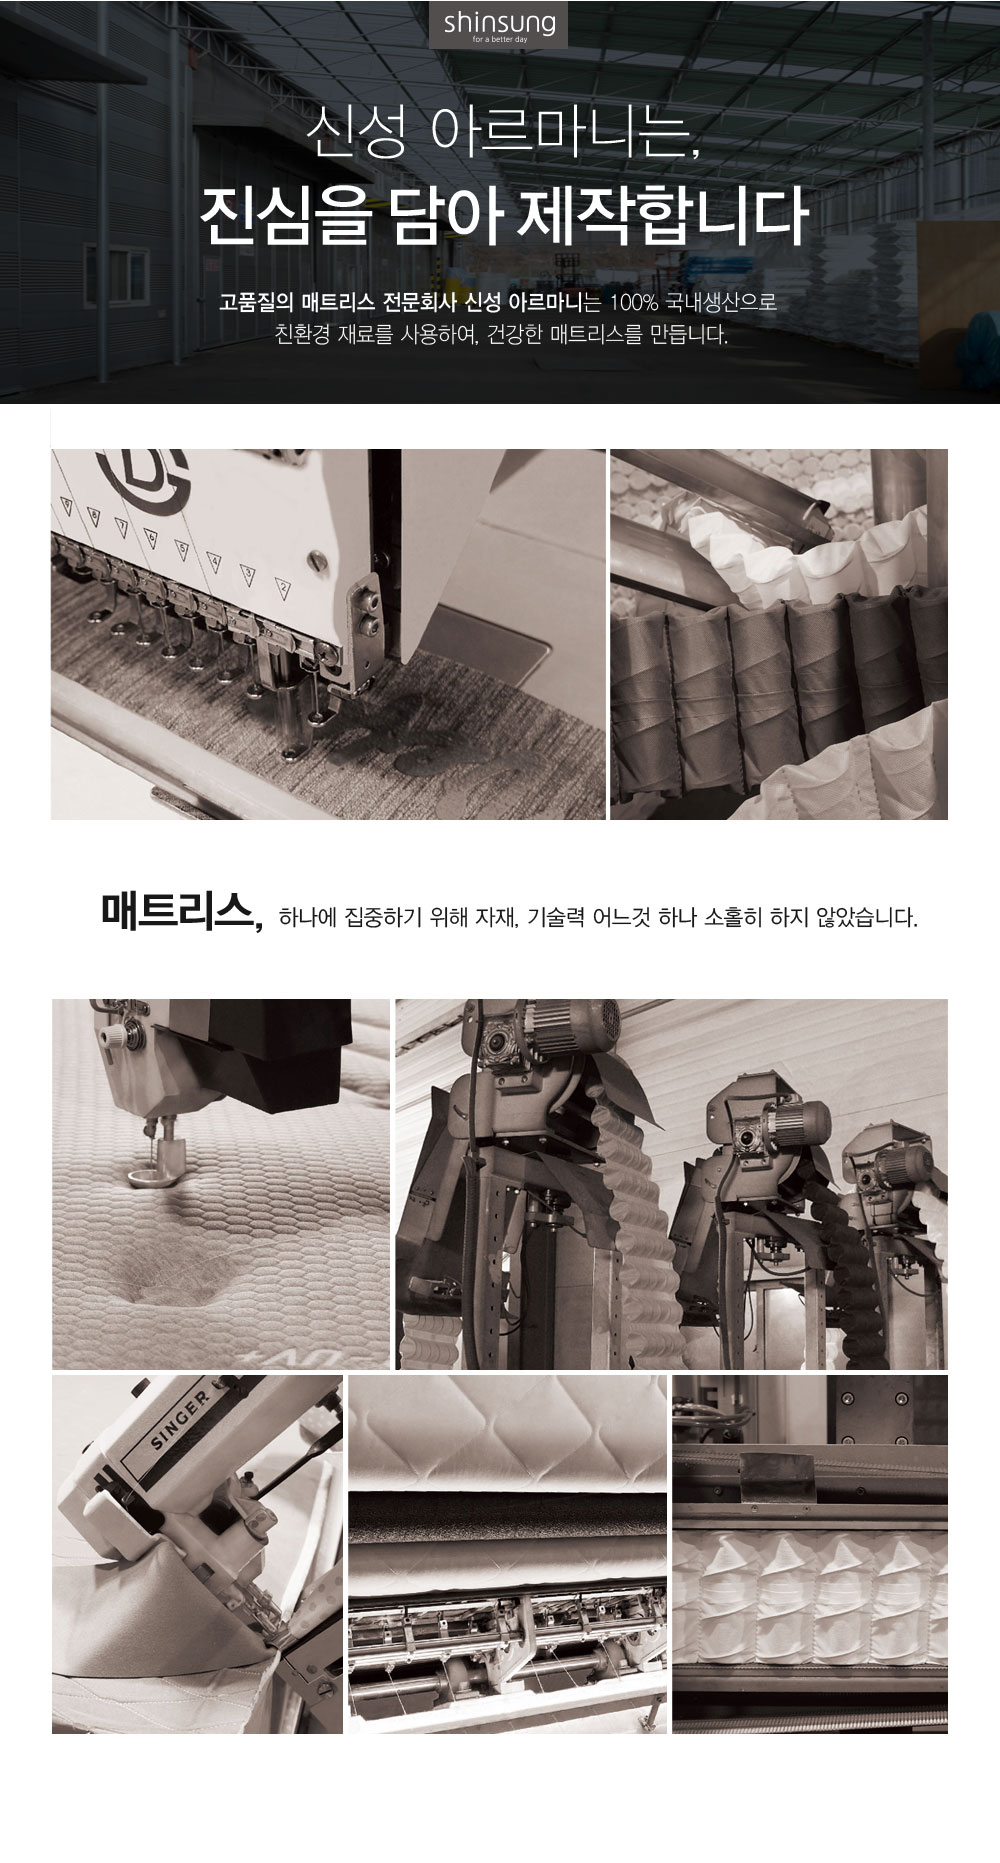 shinsung
for a better day
신성 아르마니는,
진심을 담아 제작합니다
고품질의 매트리스 전문회사 신성 아르마니는 100% 국내생산으로
친환경 재료를 사용하여, 건강한 매트리스를 만듭니다.
8
7
6
5
4
3
2
매트리스, 하나에 집중하기 위해 자재, 기술력 어느것 하나 소홀히 하지 않았습니다.
SINGER